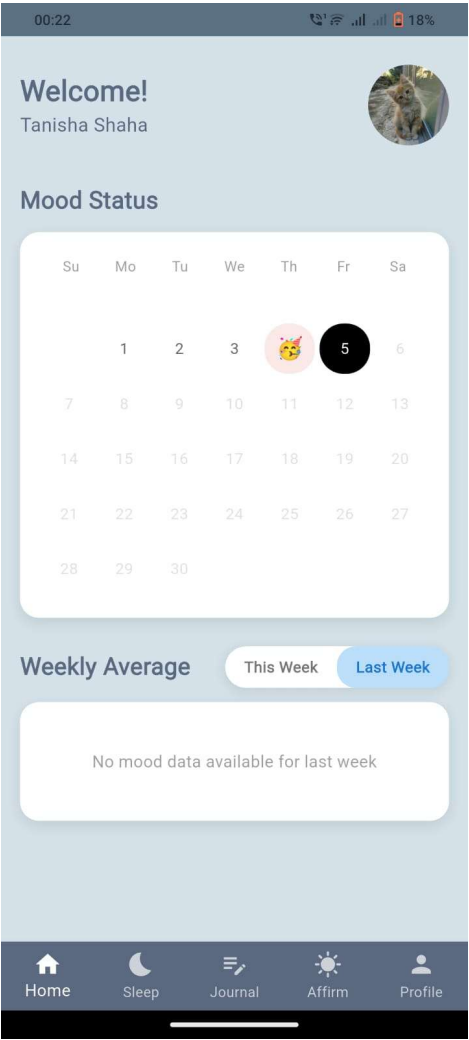 00:22 18%
Welcome!
Tanisha Shaha
Mood Status
Su Mo Tu We Th Fr Sa
1 2 3 🥳 5 6
7 8 9 10 11 12 13
14 15 16 17 18 19 20
21 22 23 24 25 26 27
28 29 30
Weekly Average This Week Last Week
No mood data available for last week
Home Sleep Journal Affirm Profile